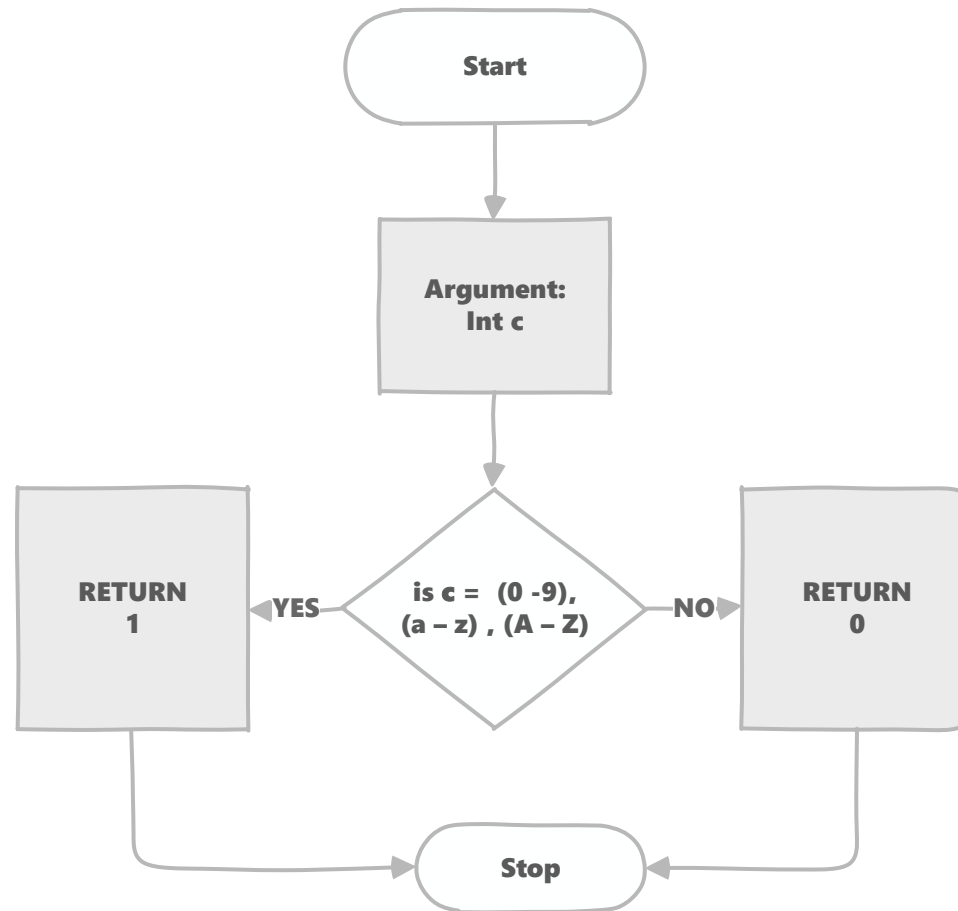 Start
Argument:
Int c
is c =  (0 -9),
(a – z) , (A – Z)
YES
NO
RETURN
1
RETURN
0
Stop